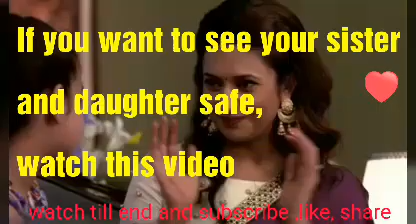 If you want to see your sister
and daughter safe,
watch this video
watch till end and subscribe ,like, share